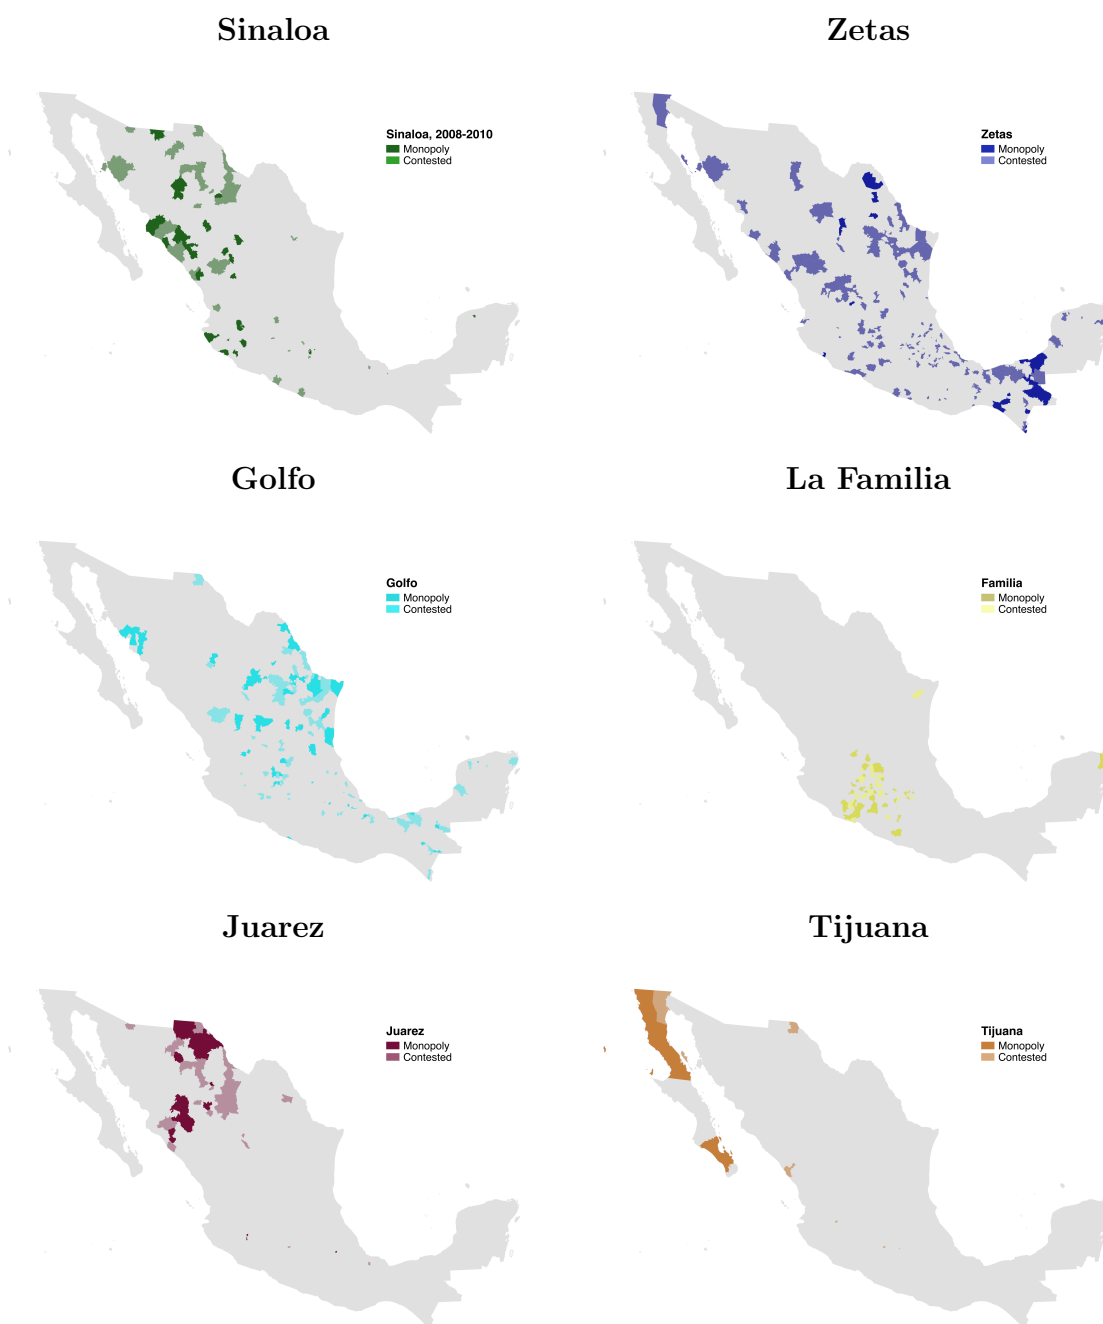 Sinaloa
Sinaloa, 2008-2010
Monopoly
Contested
Zetas
Zetas
Monopoly
Contested
Golfo
Golfo
Monopoly
Contested
La Familia
Familia
Monopoly
Contested
Juarez
Juarez
Monopoly
Contested
Tijuana
Tijuana
Monopoly
Contested